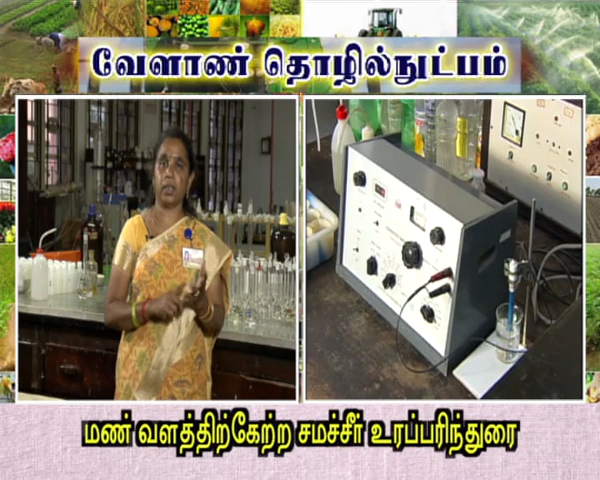 வேளாண் தொழில்நுட்பம்
மண் வளத்திற்கேற்ற சமச்சீர் உரப்பரிந்துரை